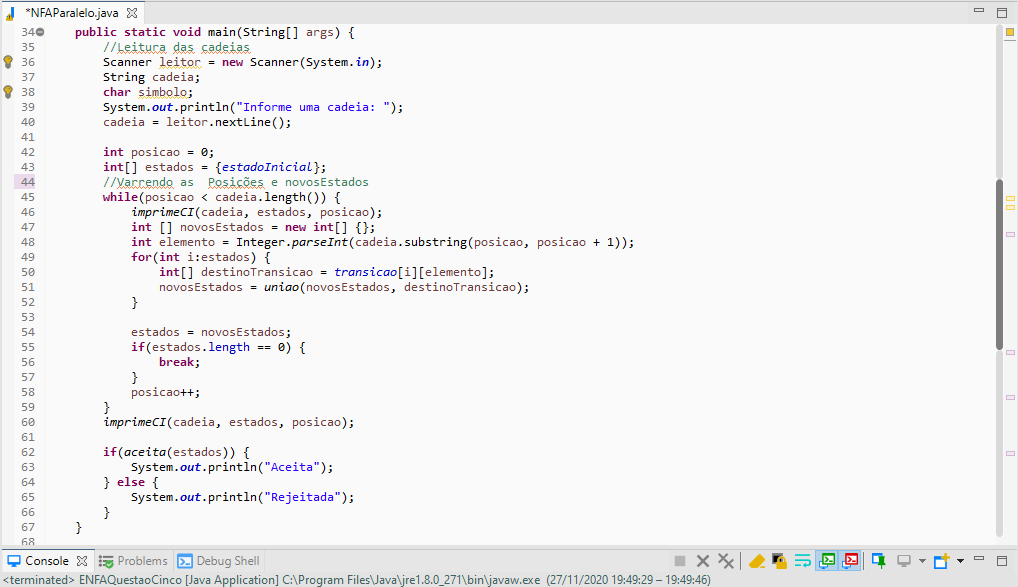 *NFAParalelo.java
34 public static void main(String[] args) {
35 //Leitura das cadeias
36 Scanner leitor = new Scanner(System.in);
37 String cadeia;
38 char simbolo;
39 System.out.println("Informe uma cadeia: ");
40 cadeia = leitor.nextLine();
41
42 int posicao = 0;
43 int[] estados = {estadoInicial};
44 //Varrendo as  Posições e novosEstados
45 while(posicao < cadeia.length()) {
46 imprimeCI(cadeia, estados, posicao);
47 int [] novosEstados = new int[] {};
48 int elemento = Integer.parseInt(cadeia.substring(posicao, posicao + 1));
49 for(int i:estados) {
50 int[] destinoTransicao = transicao[i][elemento];
51 novosEstados = uniao(novosEstados, destinoTransicao);
52 }
53
54 estados = novosEstados;
55 if(estados.length == 0) {
56 break;
57 }
58 posicao++;
59 }
60 imprimeCI(cadeia, estados, posicao);
61
62 if(aceita(estados)) {
63 System.out.println("Aceita");
64 } else {
65 System.out.println("Rejeitada");
66 }
67 }
68
Console Problems Debug Shell
<terminated> ENFAQuestaoCinco [Java Application] C:\Program Files\Java\jre1.8.0_271\bin\javaw.exe (27/11/2020 19:49:29 – 19:49:46)